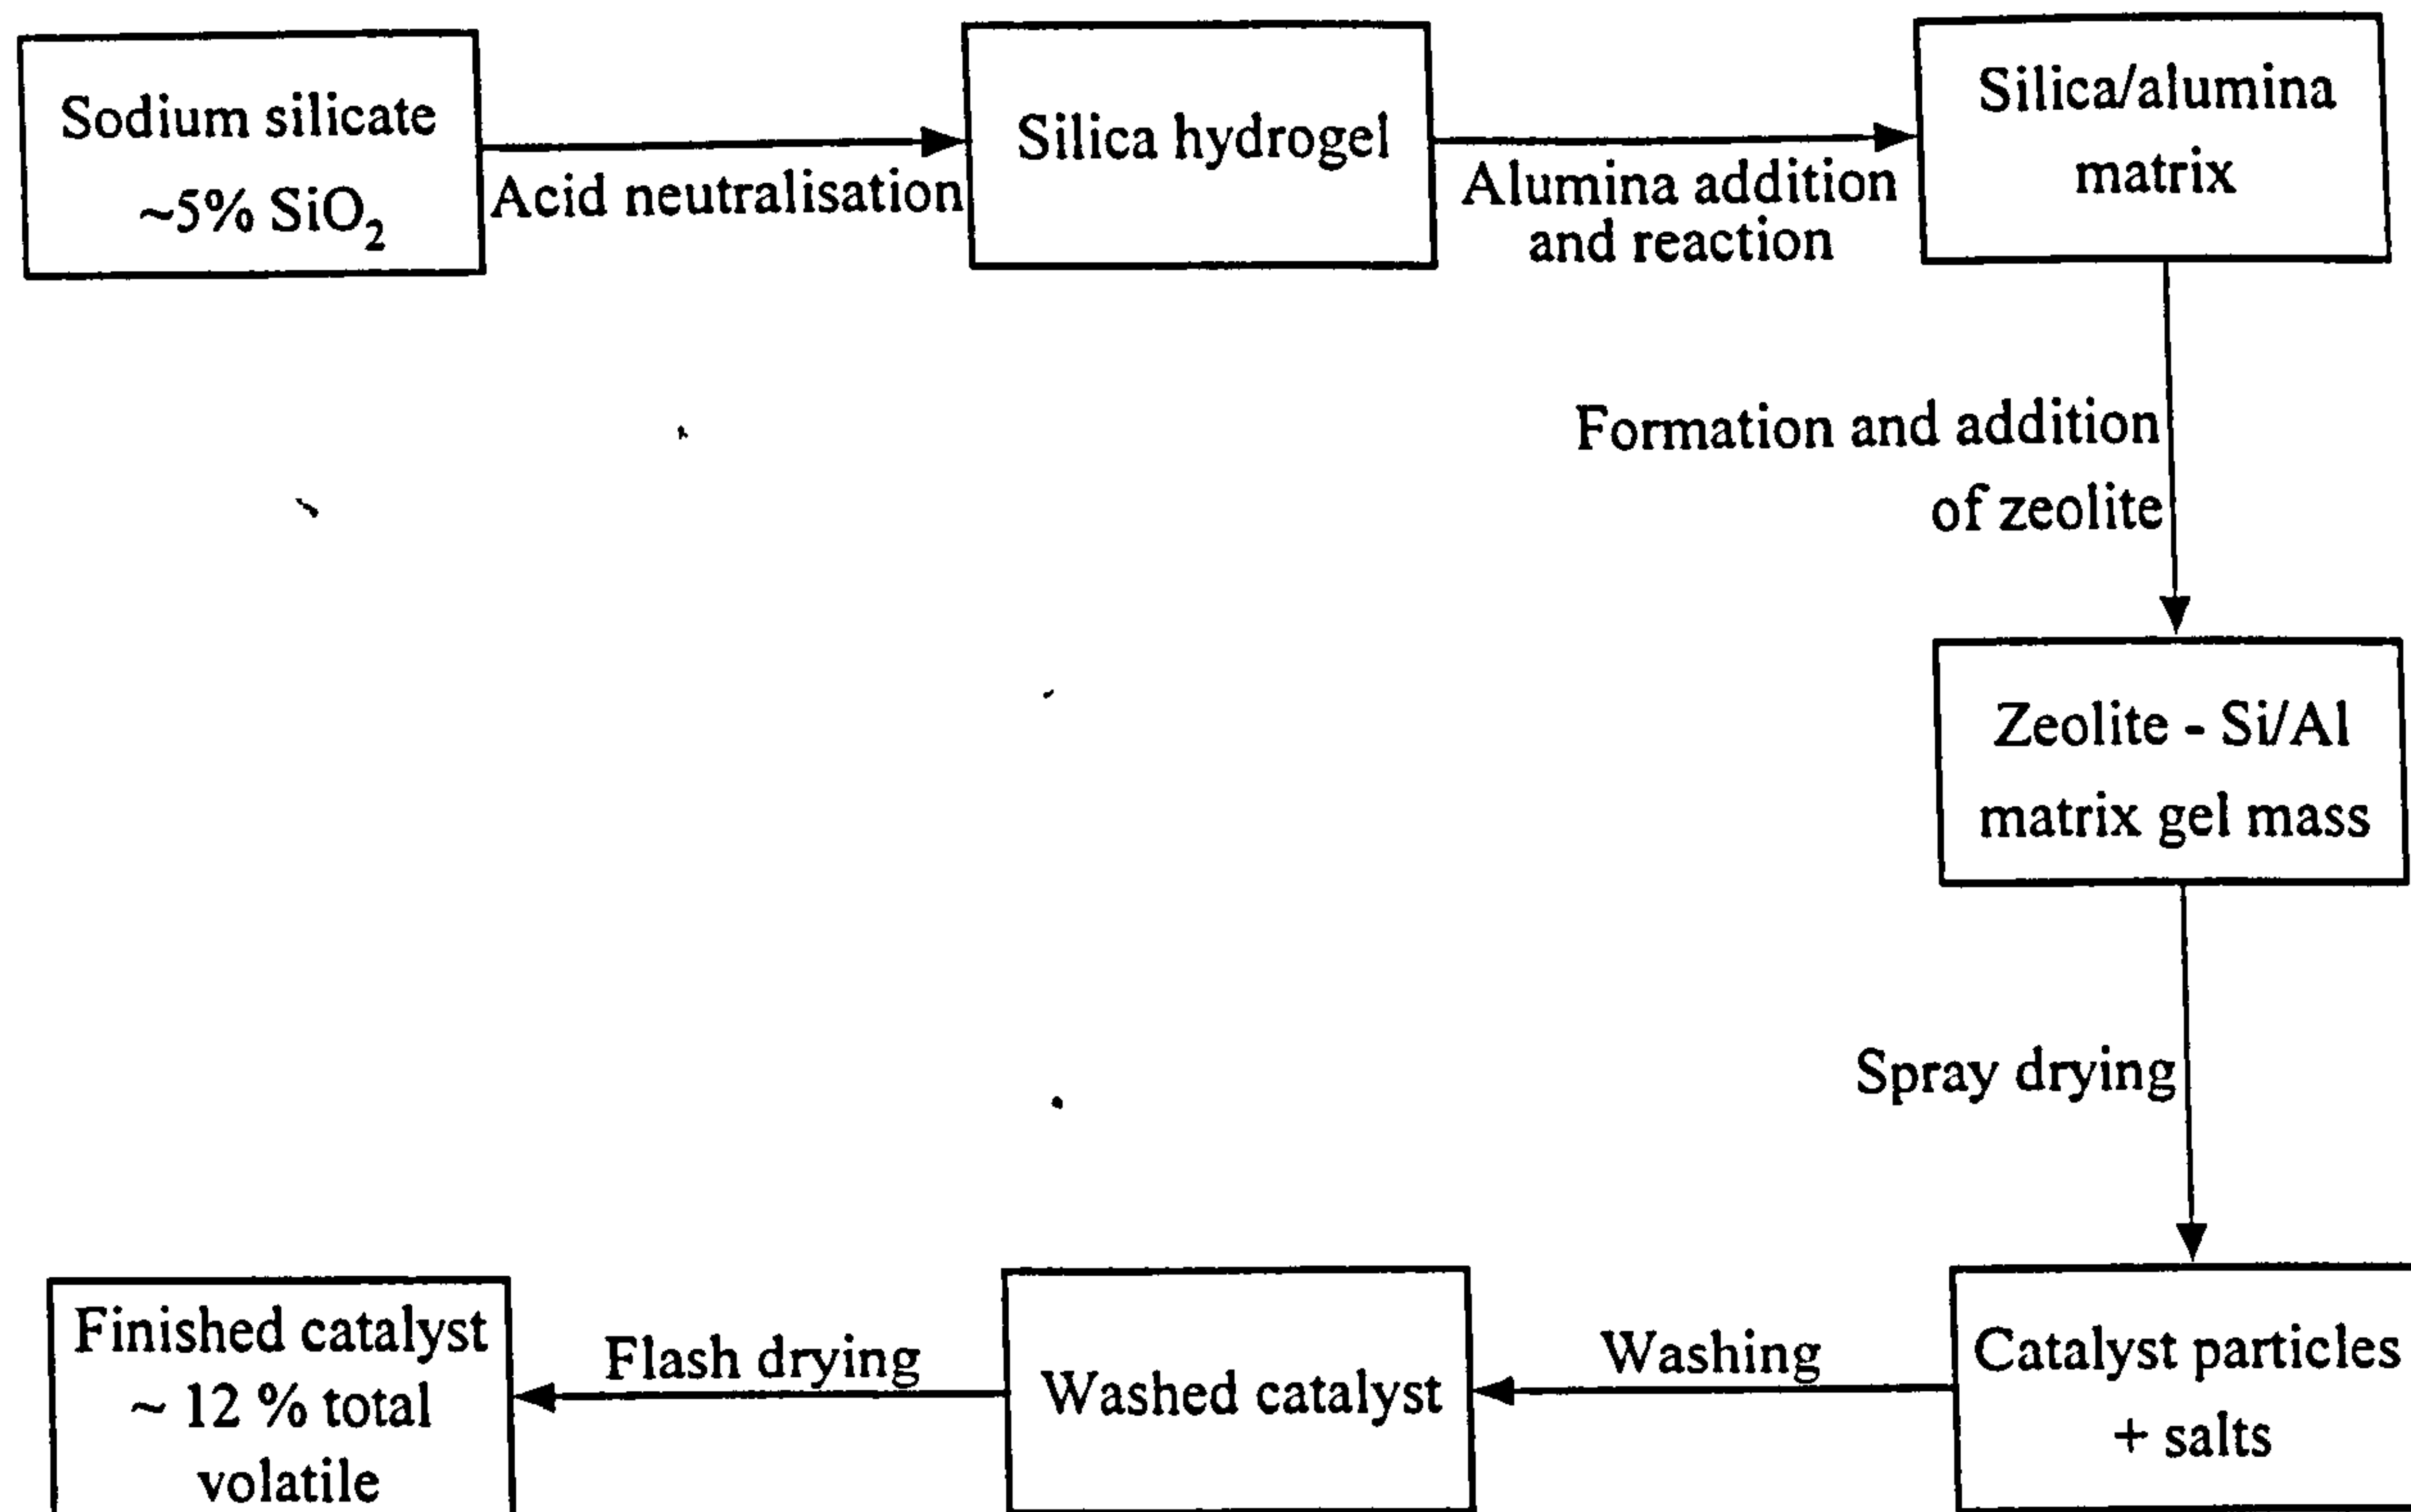 Sodium silicate
~5% SiO₂
Acid neutralisation
Silica hydrogel
Alumina addition
and reaction
Silica/alumina
matrix
Formation and addition
of zeolite
Zeolite - Si/Al
matrix gel mass
Spray drying
Catalyst particles
+ salts
Washing
Washed catalyst
Flash drying
Finished catalyst
~ 12 % total
volatile